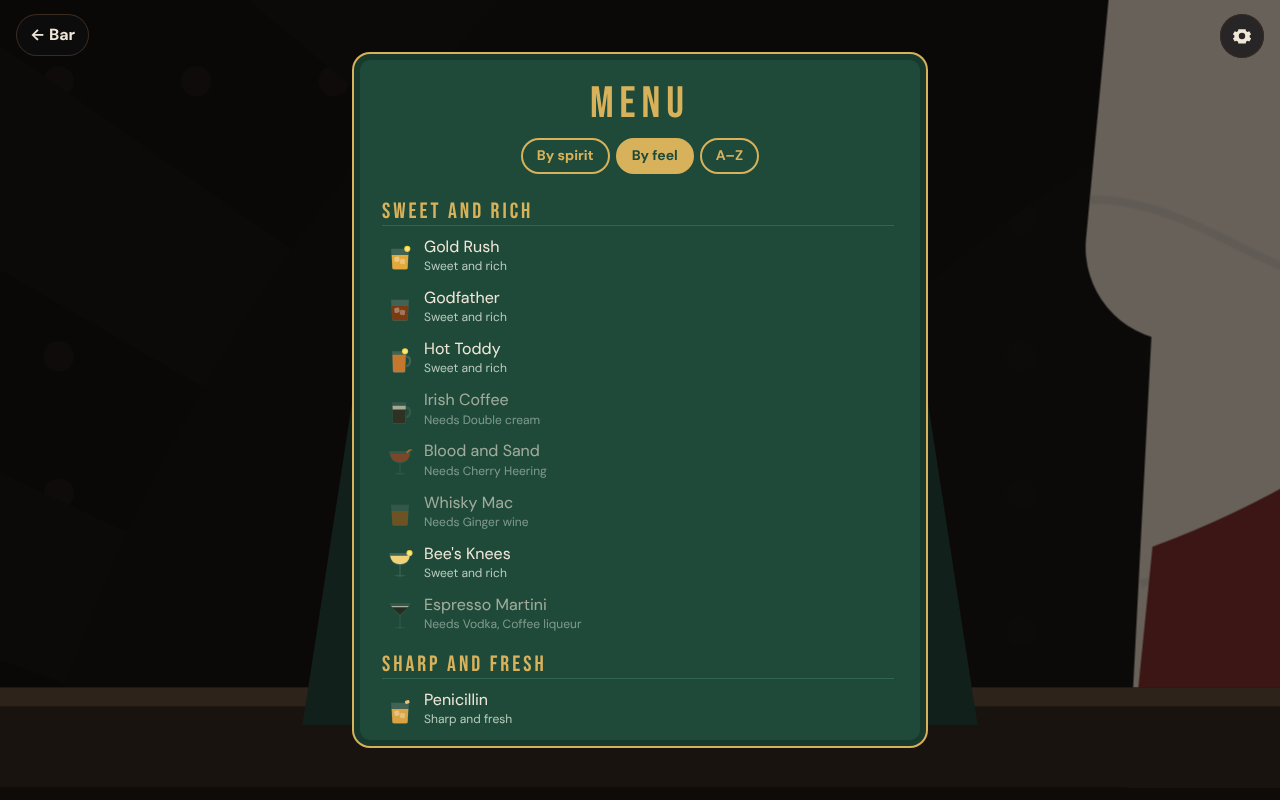 ← Bar
MENU
By spirit
By feel
A–Z
SWEET AND RICH
Gold Rush
Sweet and rich
Godfather
Sweet and rich
Hot Toddy
Sweet and rich
Irish Coffee
Needs Double cream
Blood and Sand
Needs Cherry Heering
Whisky Mac
Needs Ginger wine
Bee's Knees
Sweet and rich
Espresso Martini
Needs Vodka, Coffee liqueur
SHARP AND FRESH
Penicillin
Sharp and fresh